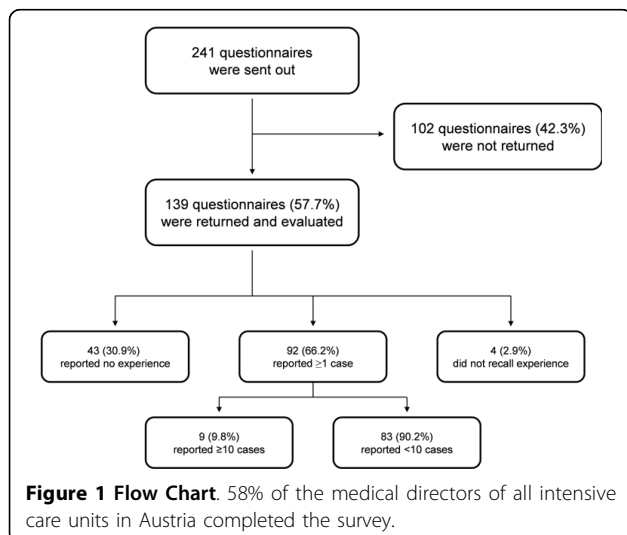 241 questionnaires
were sent out
102 questionnaires (42.3%)
were not returned
139 questionnaires (57.7%)
were returned and evaluated
43 (30.9%)
reported no experience
92 (66.2%)
reported ≥1 case
4 (2.9%)
did not recall experience
9 (9.8%)
reported ≥10 cases
83 (90.2%)
reported <10 cases
Figure 1 Flow Chart. 58% of the medical directors of all intensive
care units in Austria completed the survey.